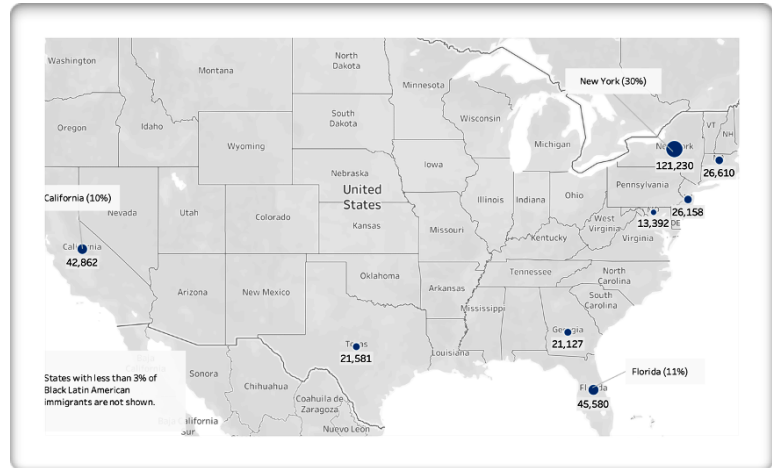 Washington
Montana
North
Dakota
Minnesota
New York (30%)
Oregon
Idaho
Wyoming
South
Dakota
Wisconsin
Michigan
VT
NH
121,230
26,610
Nebraska
Iowa
Pennsylvania
California (10%)
Nevada
Utah
Colorado
United
States
Kansas
Missouri
Illinois
Indiana
Ohio
West
Virginia
Virginia
13,392
26,158
DE
Kentucky
42,862
Arizona
New Mexico
Oklahoma
Arkansas
Tennessee
North
Carolina
South
Carolina
Mississippi
Georgia
21,127
Texas
21,581
Louisiana
States with less than 3% of
Black Latin American
immigrants are not shown.
Sonora
Chihuahua
Coahuila de
Zaragoza
Nuevo León
Florida (11%)
45,580